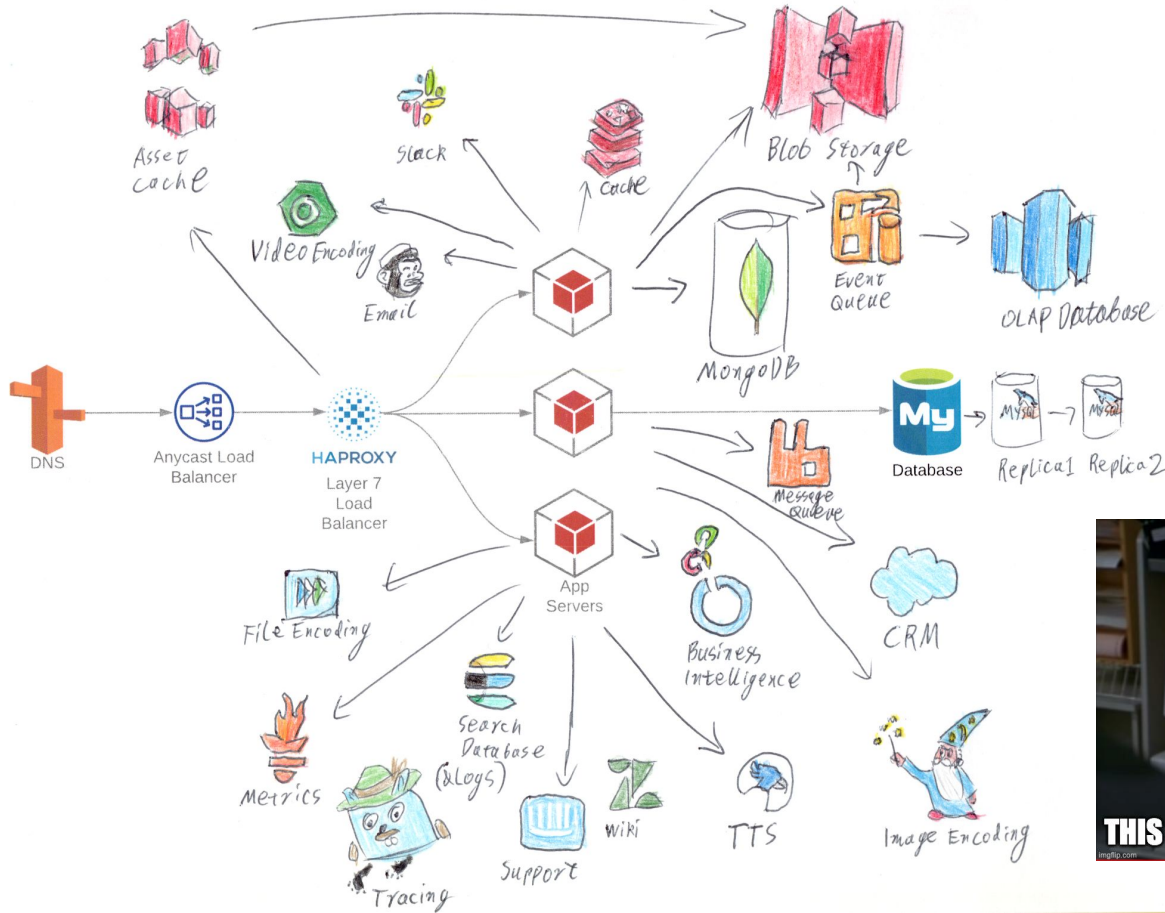 Asset
Cache
Slack
Cache
Blob Storage
Video Encoding
Email
Event
Queue
OLAP Database
MongoDB
DNS
Anycast Load
Balancer
HAPROXY
Layer 7
Load
Balancer
My
Database
MySQL
Replica1
MySQL
Replica2
Message
Queue
App
Servers
File Encoding
CRM
Business
Intelligence
Search
Database
(&Logs)
Metrics
Tracing
Support
Wiki
TTS
Image Encoding
THIS
imgflip.com